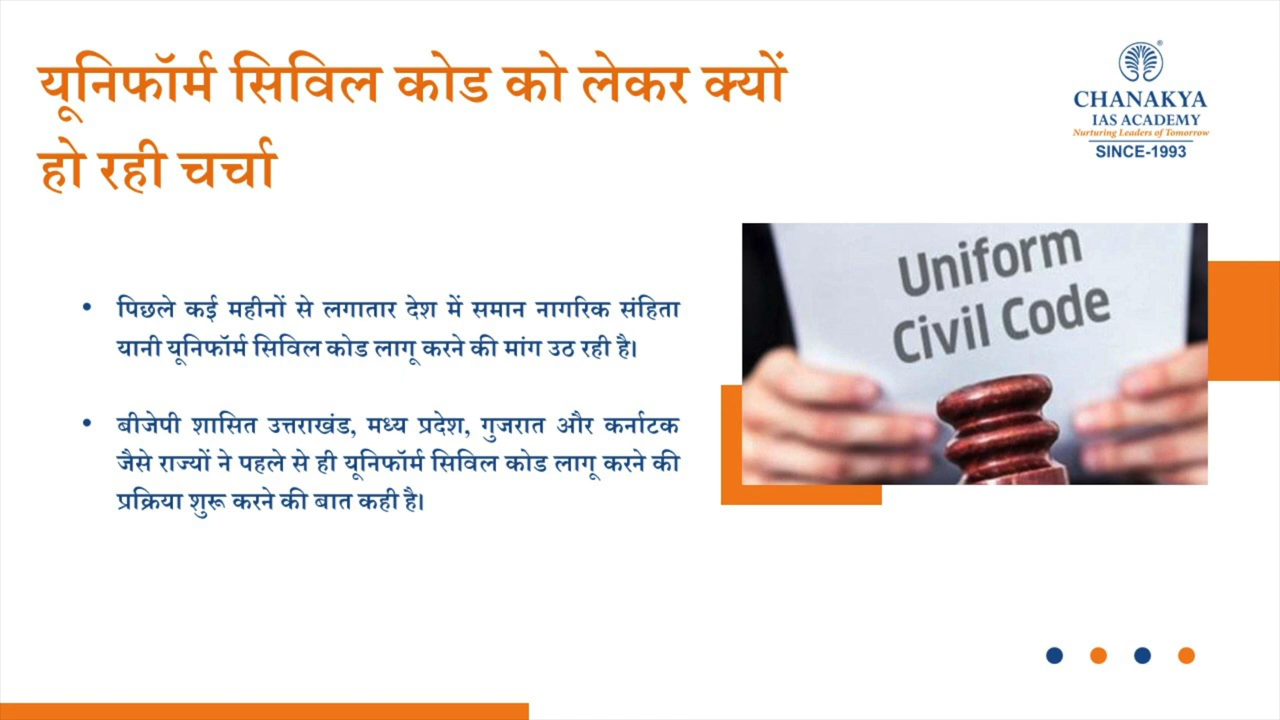 यूनिफॉर्म सिविल कोड को लेकर क्यों
हो रही चर्चा
CHANAKYA
IAS ACADEMY
Nurturing Leaders of Tomorrow
SINCE-1993
• पिछले कई महीनों से लगातार देश में समान नागरिक संहिता
यानी यूनिफॉर्म सिविल कोड लागू करने की मांग उठ रही है।
• बीजेपी शासित उत्तराखंड, मध्य प्रदेश, गुजरात और कर्नाटक
जैसे राज्यों ने पहले से ही यूनिफॉर्म सिविल कोड लागू करने की
प्रक्रिया शुरू करने की बात कही है।
Uniform
Civil Code